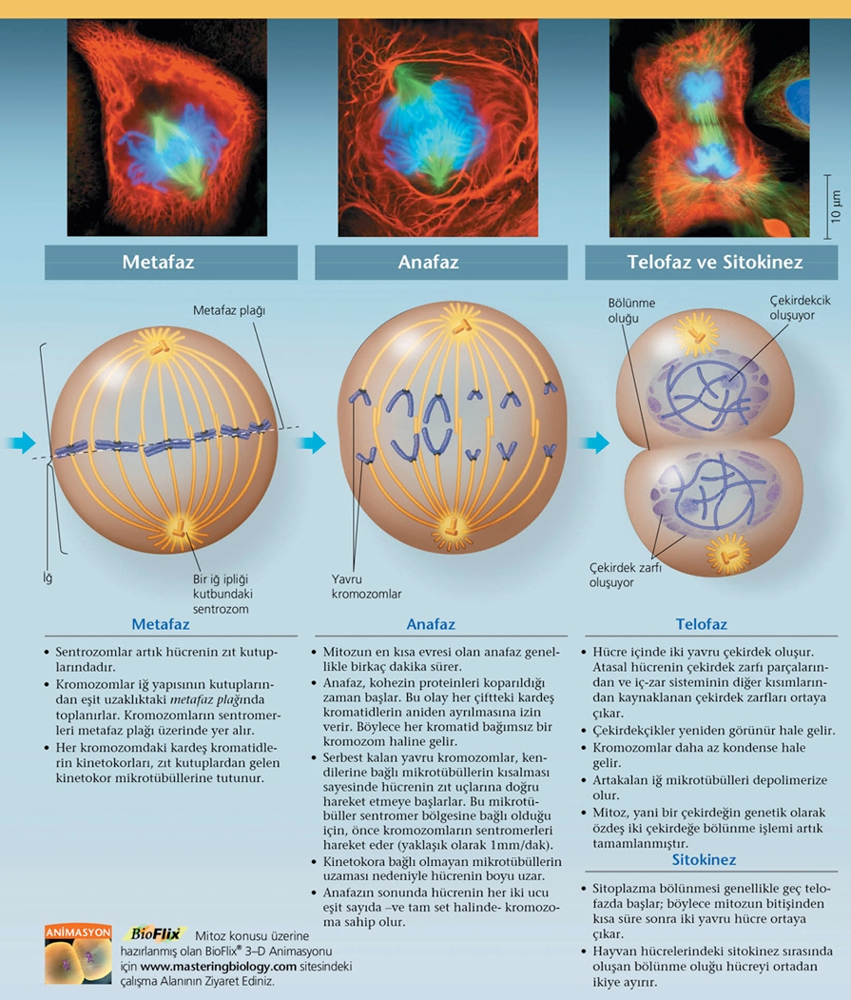 10 µm
Metafaz
Anafaz
Telofaz ve Sitokinez
Metafaz plağı
İğ
Bir iğ ipliği
kutbundaki
sentrozom
Yavru
kromozomlar
Bölünme
oluğu
Çekirdekcik
oluşuyor
Çekirdek zarfı
oluşuyor
Metafaz
• Sentrozomlar artık hücrenin zıt kutup-
larındadır.
• Kromozomlar iğ yapısının kutupların-
dan eşit uzaklıktaki metafaz plağında
toplanırlar. Kromozomların sentromer-
leri metafaz plağı üzerinde yer alır.
• Her kromozomdaki kardeş kromatidle-
rin kinetokorları, zıt kutuplardan gelen
kinetokor mikrotübüllerine tutunur.
Anafaz
• Mitozun en kısa evresi olan anafaz genel-
likle birkaç dakika sürer.
• Anafaz, kohezin proteinleri koparıldığı
zaman başlar. Bu olay her çiftteki kardeş
kromatidlerin aniden ayrılmasına izin
verir. Böylece her kromatid bağımsız bir
kromozom haline gelir.
• Serbest kalan yavru kromozomlar, ken-
dilerine bağlı mikrotübüllerin kısalması
sayesinde hücrenin zıt uçlarına doğru
hareket etmeye başlarlar. Bu mikrotü-
büller sentromer bölgesine bağlı olduğu
için, önce kromozomların sentromerleri
hareket eder (yaklaşık olarak 1mm/dak).
• Kinetokora bağlı olmayan mikrotübüllerin
uzaması nedeniyle hücrenin boyu uzar.
• Anafazın sonunda hücrenin her iki ucu
eşit sayıda –ve tam set halinde- kromozo-
ma sahip olur.
Telofaz
• Hücre içinde iki yavru çekirdek oluşur.
Atasal hücrenin çekirdek zarfı parçaların-
dan ve iç-zar sisteminin diğer kısımların-
dan kaynaklanan çekirdek zarfları ortaya
çıkar.
• Çekirdekçikler yeniden görünür hale gelir.
• Kromozomlar daha az kondense hale
gelir.
• Artakalan iğ mikrotübülleri depolimerize
olur.
• Mitoz, yani bir çekirdeğin genetik olarak
özdeş iki çekirdeğe bölünme işlemi artık
tamamlanmıştır.
Sitokinez
• Sitoplazma bölünmesi genellikle geç telo-
fazda başlar; böylece mitozun bitişinden
kısa süre sonra iki yavru hücre ortaya
çıkar.
• Hayvan hücrelerindeki sitokinez sırasında
oluşan bölünme oluğu hücreyi ortadan
ikiye ayırır.
ANİMASYON
BioFlix Mitoz konusu üzerine
hazırlanmış olan BioFlix® 3–D Animasyonu
için www.masteringbiology.com sitesindeki
çalışma Alanının Ziyaret Ediniz.